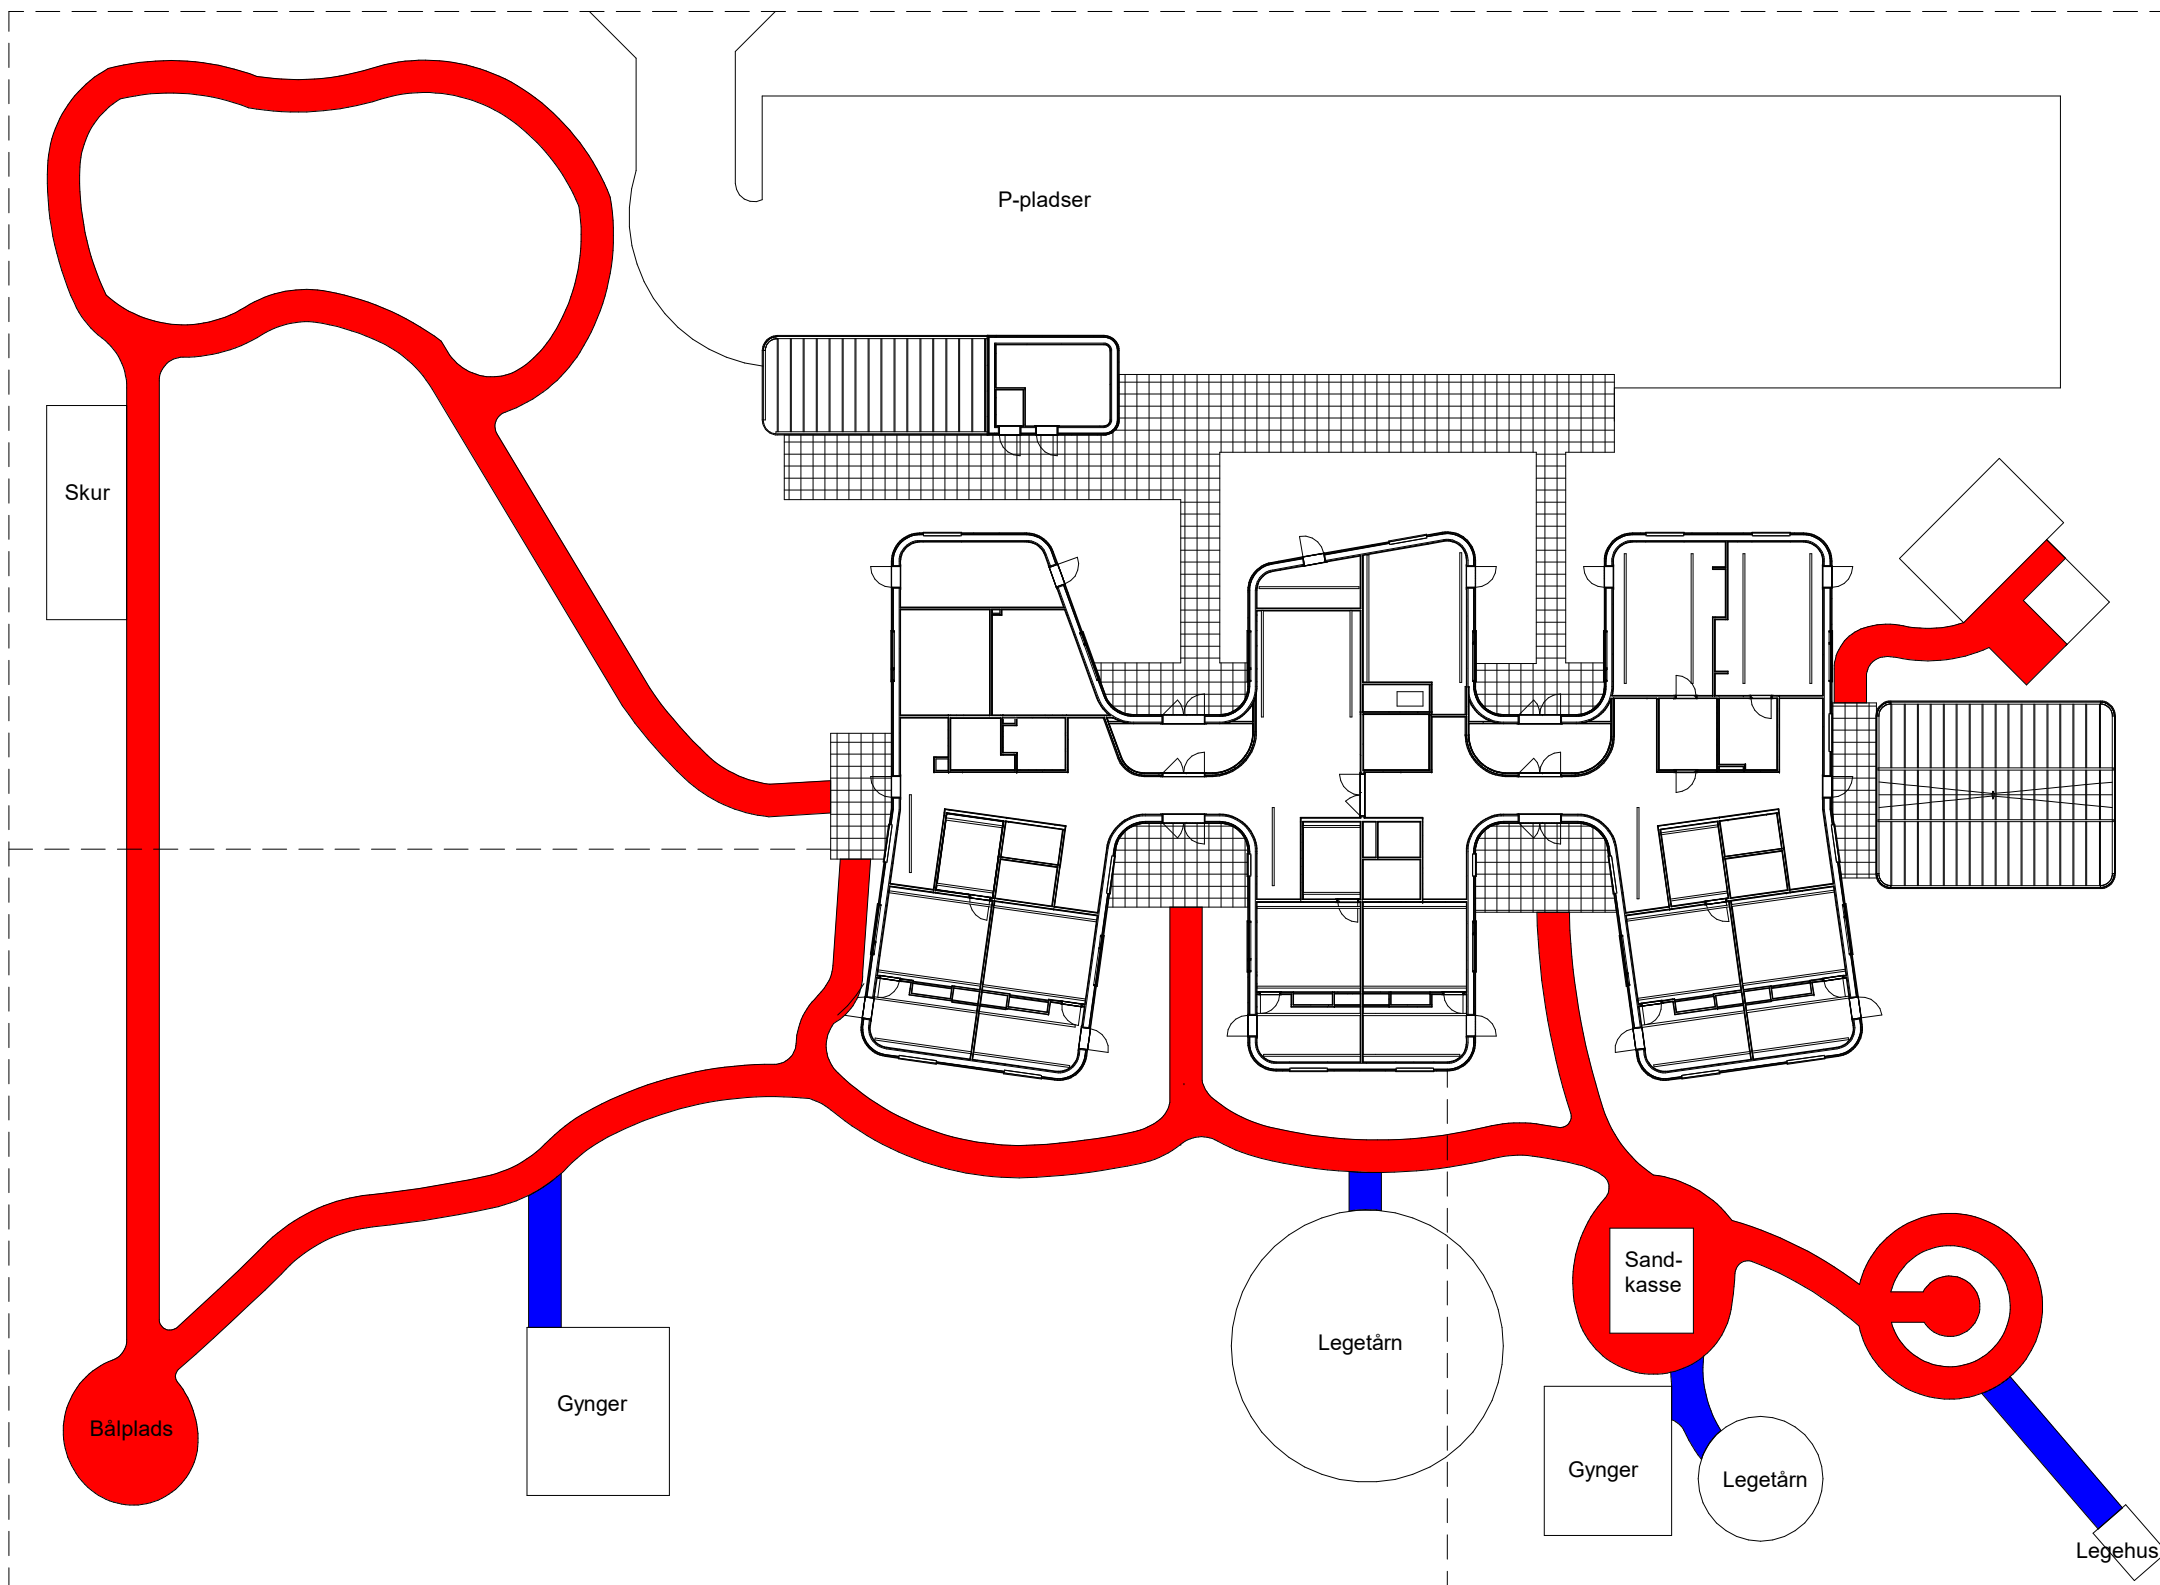 P-pladser
Skur
Sand-
kasse
Legetårn
Gynger
Bålplads
Gynger
Legetårn
Legehus